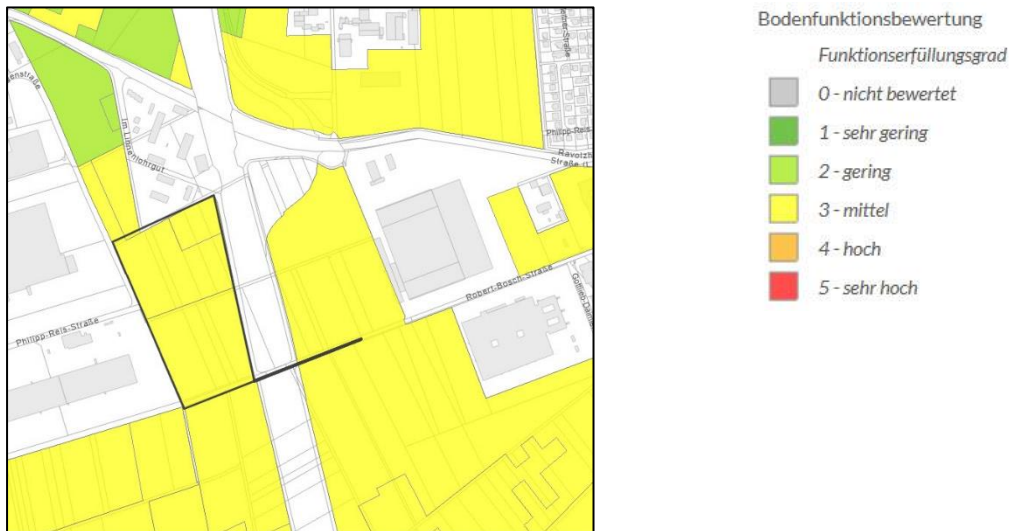 Bodenfunktionsbewertung
Funktionserfüllungsgrad
0 - nicht bewertet
1 - sehr gering
2 - gering
3 - mittel
4 - hoch
5 - sehr hoch
Im Linnenlohrgut
Philipp-Reis
Straße
Robert-Bosch-Straße
Philipp-Reis-Straße